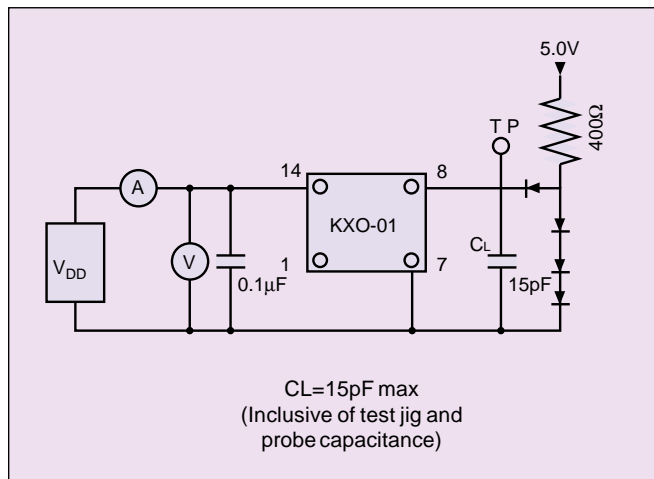 5.0V
400Ω
T P
A
14
8
KXO-01
VDD
V
1
7
0.1µF
CL
15pF
CL=15pF max
(Inclusive of test jig and
probe capacitance)